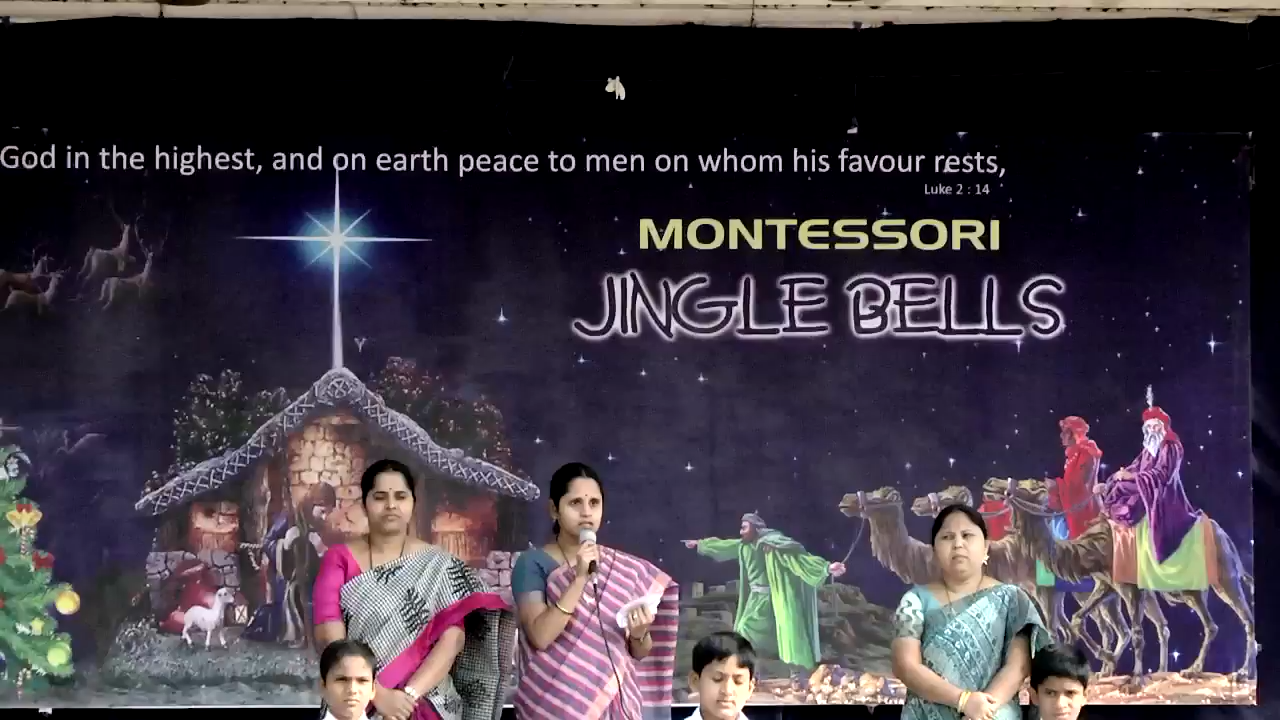 God in the highest, and on earth peace to men on whom his favour rests,
Luke 2 : 14
MONTESSORI
JINGLE BELLS